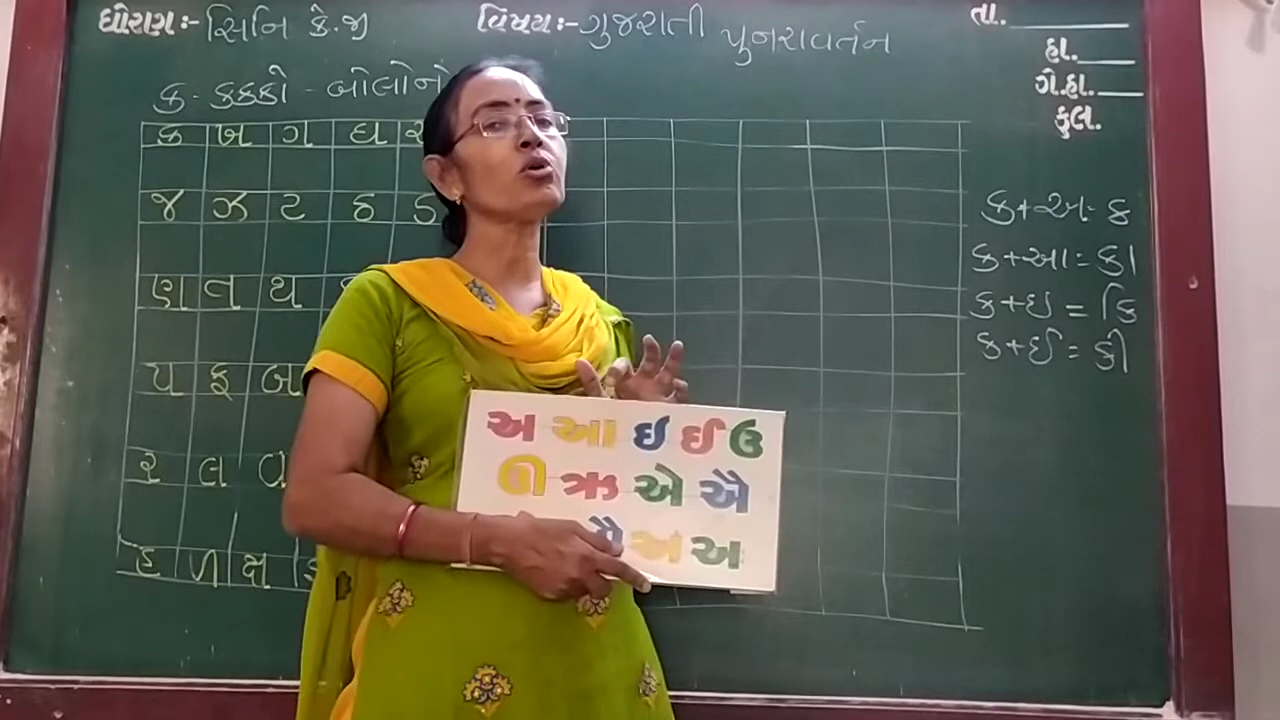 ધોરણ:- સિનિ કે.જી વિષય:- ગુજરાતી પુનરાવર્તન તા.
હા.
ગે.હા.
કુલ.
ક - કક્કો - બોલોનો
ક ખ ગ ઘ
જ ઝ ટ ઠ ડ
ણ ત થ
પ ફ બ
ર લ વ
હ ળ ક્ષ
ક+અ=ક
ક+આ=કા
ક+ઇ=કિ
ક+ઈ=કી
અ આ ઇ ઈ ઉ
ઊ ઋ એ ઐ
ઔ અં અઃ